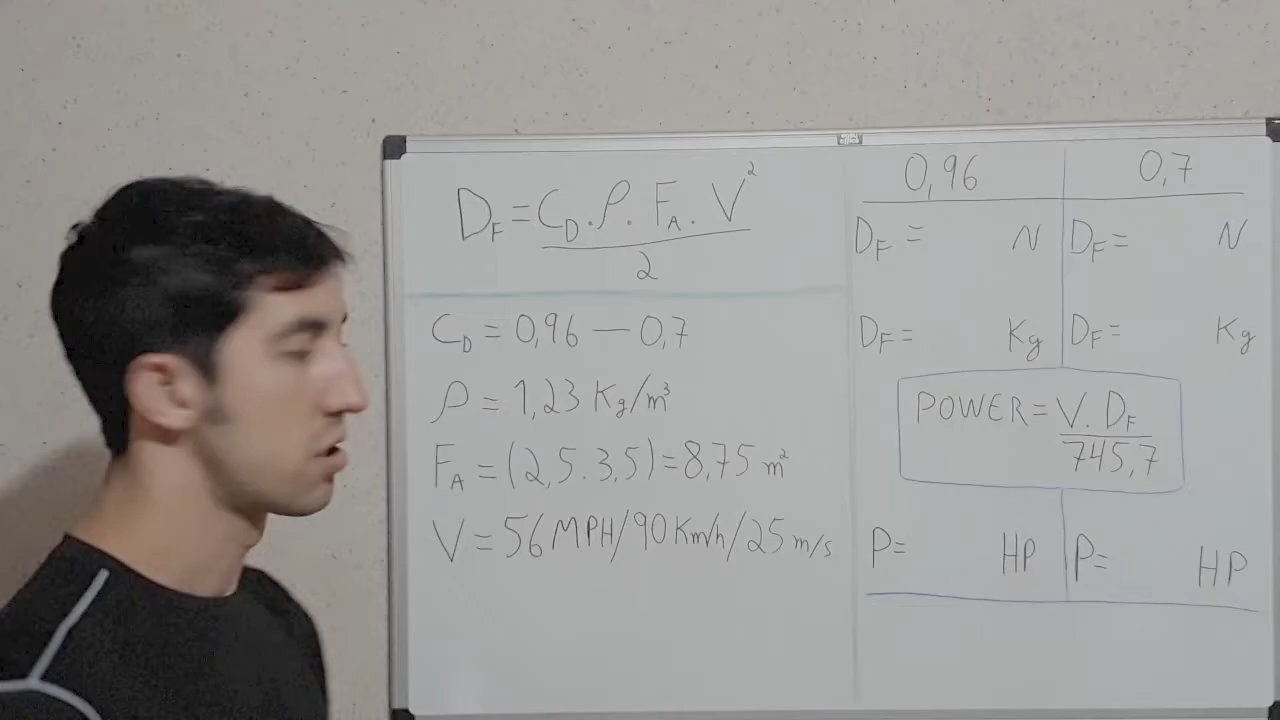 D_F = C_D . ρ . F_A . V²
2
C_D = 0,96 — 0,7
ρ = 1,23 Kg/m³
F_A = (2,5 . 3,5) = 8,75 m²
V = 56 MPH/90 Km/h/25 m/s
0,96 0,7
D_F = N D_F = N
D_F = Kg D_F = Kg
POWER = V . D_F
745,7
P = HP P = HP